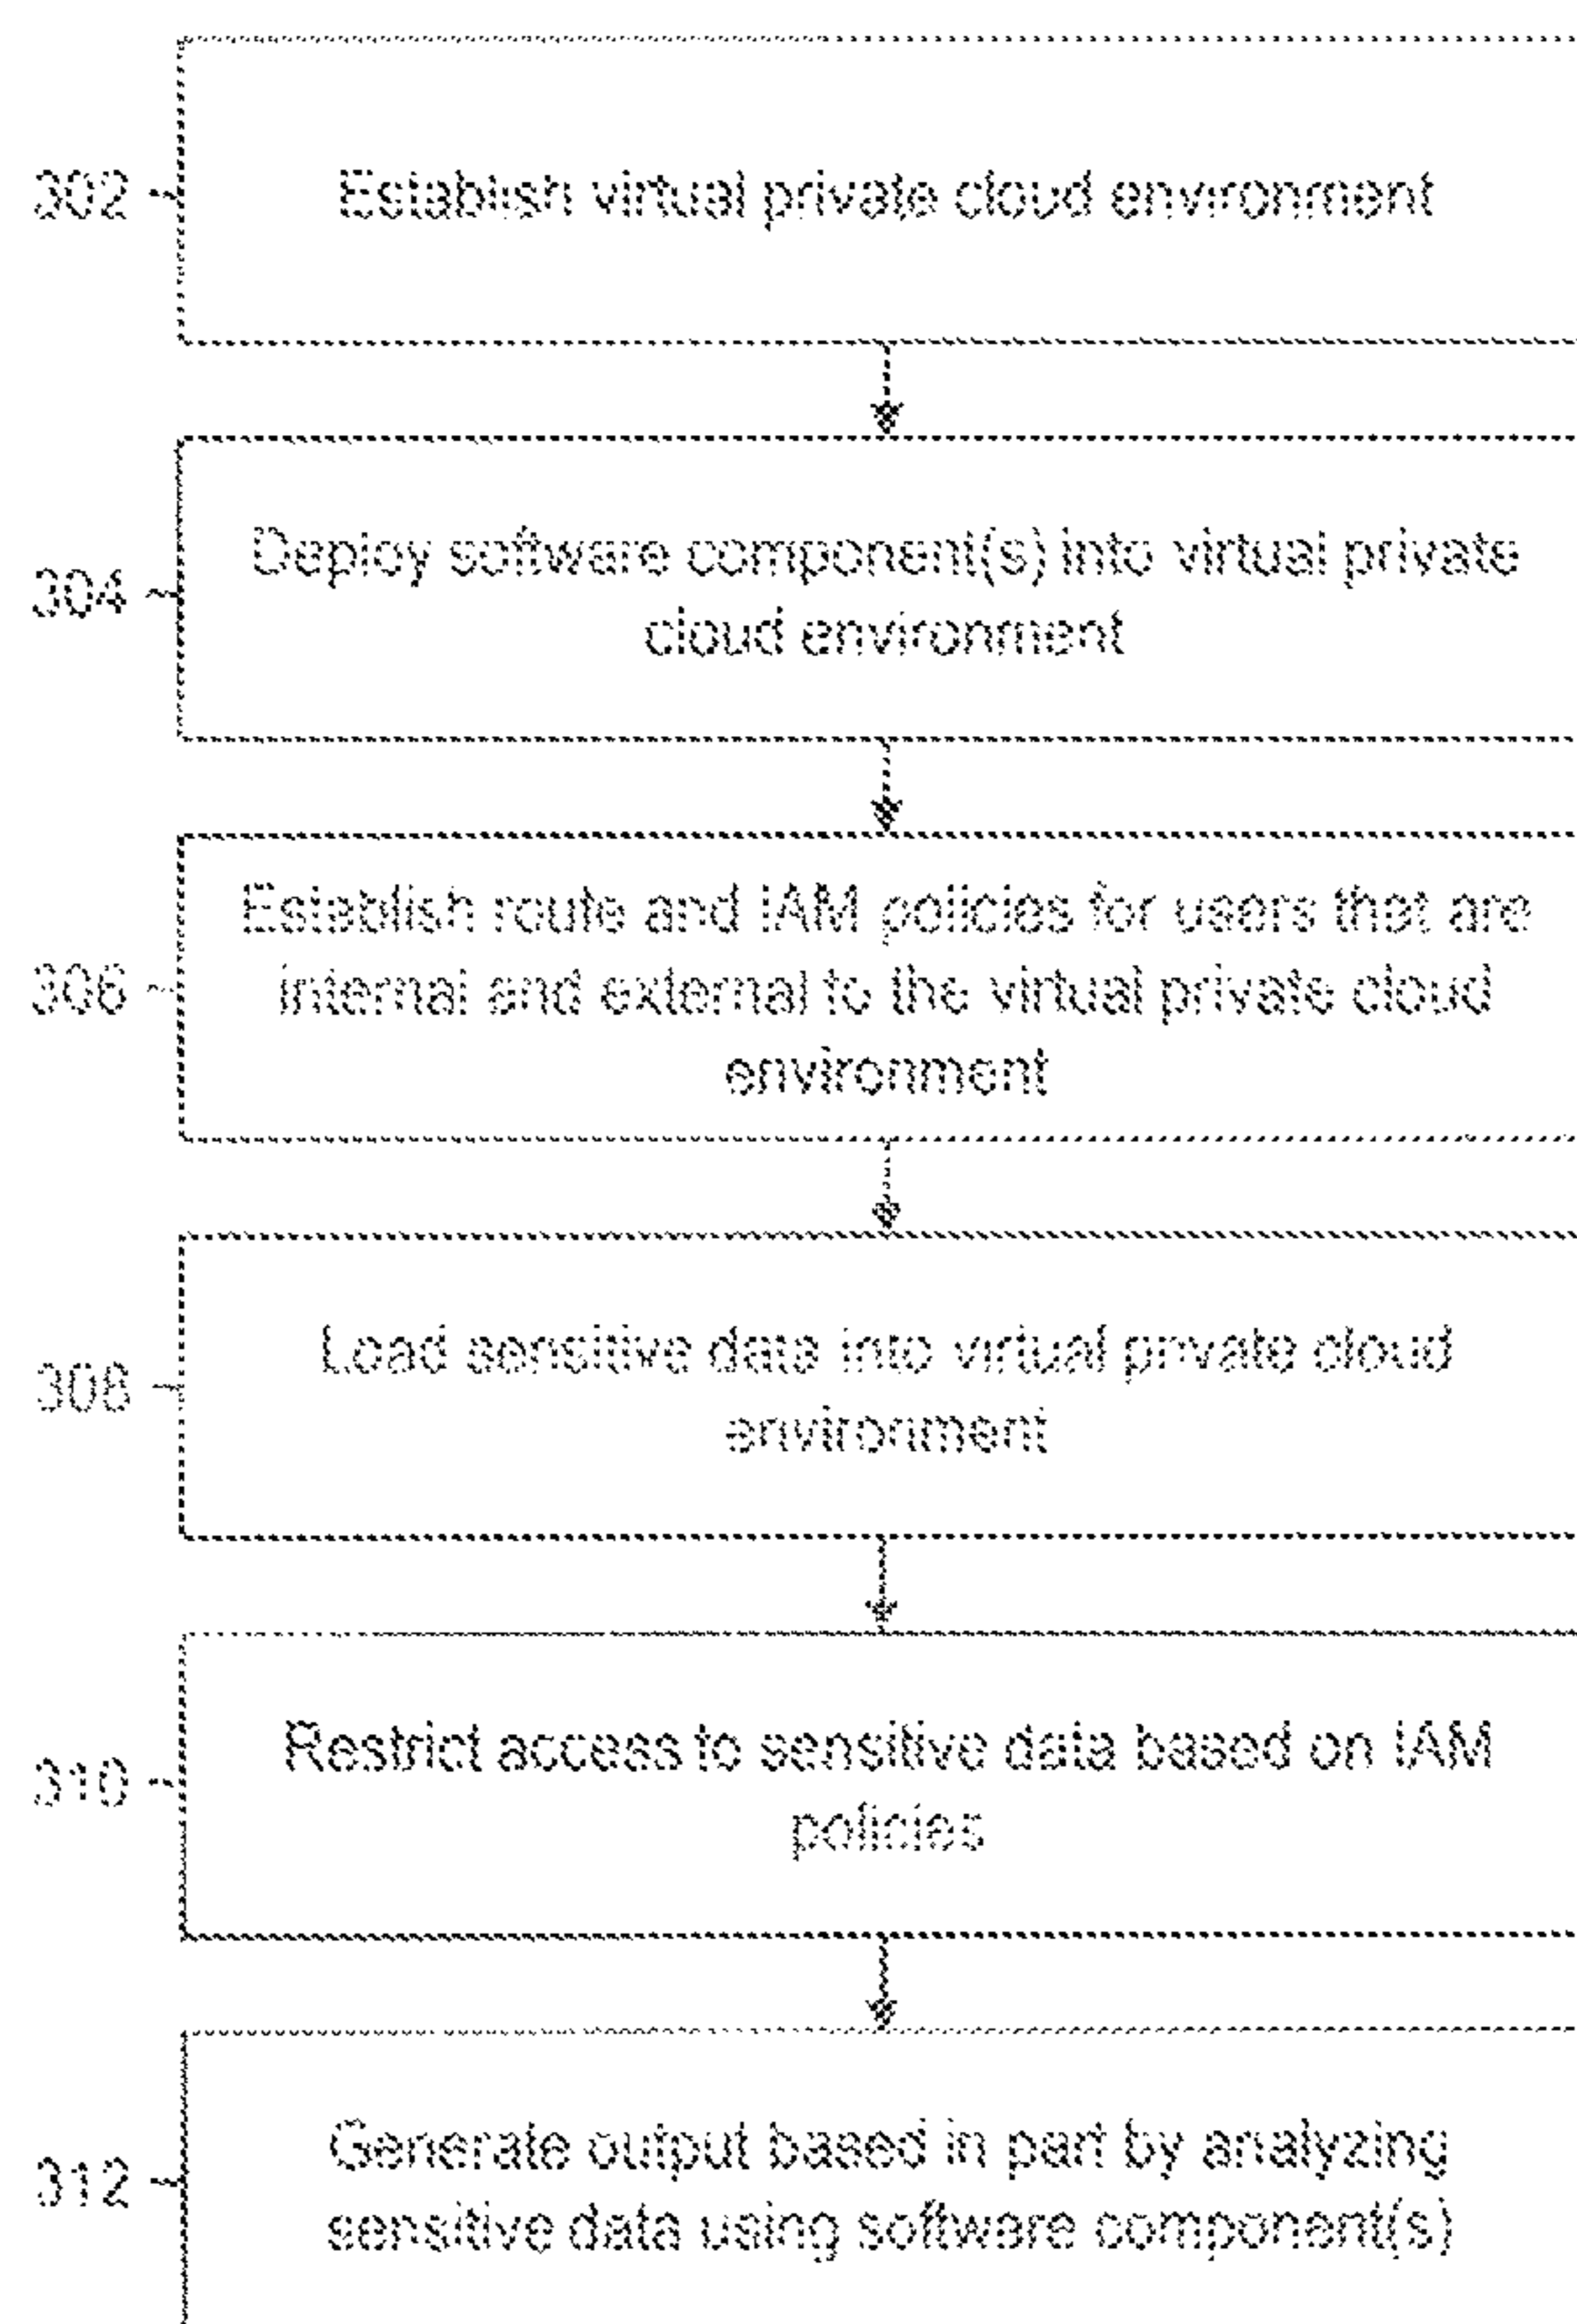 302
Establish virtual private cloud environment
304
Deploy software component(s) into virtual private
cloud environment
306
Establish route and IAM policies for users that are
internal and external to the virtual private cloud
environment
308
Load sensitive data into virtual private cloud
environment
310
Restrict access to sensitive data based on IAM
policies
312
Generate output based in part by analyzing
sensitive data using software component(s)